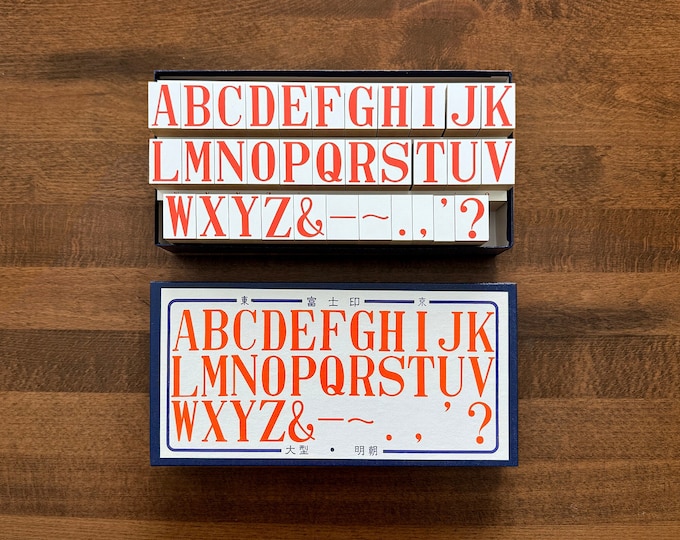 ABCDEFGHIJK
LMNOPQRSTUV
WXYZ&—~.,'?
東 富士印 京
ABCDEFGHIJK
LMNOPQRSTUV
WXYZ&—~.,'?
大型・明朝